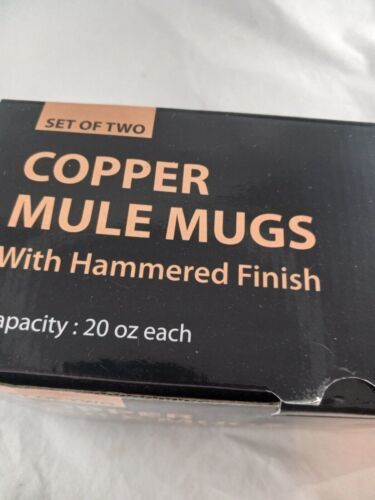 SET OF TWO
COPPER
MULE MUGS
With Hammered Finish
apacity : 20 oz each